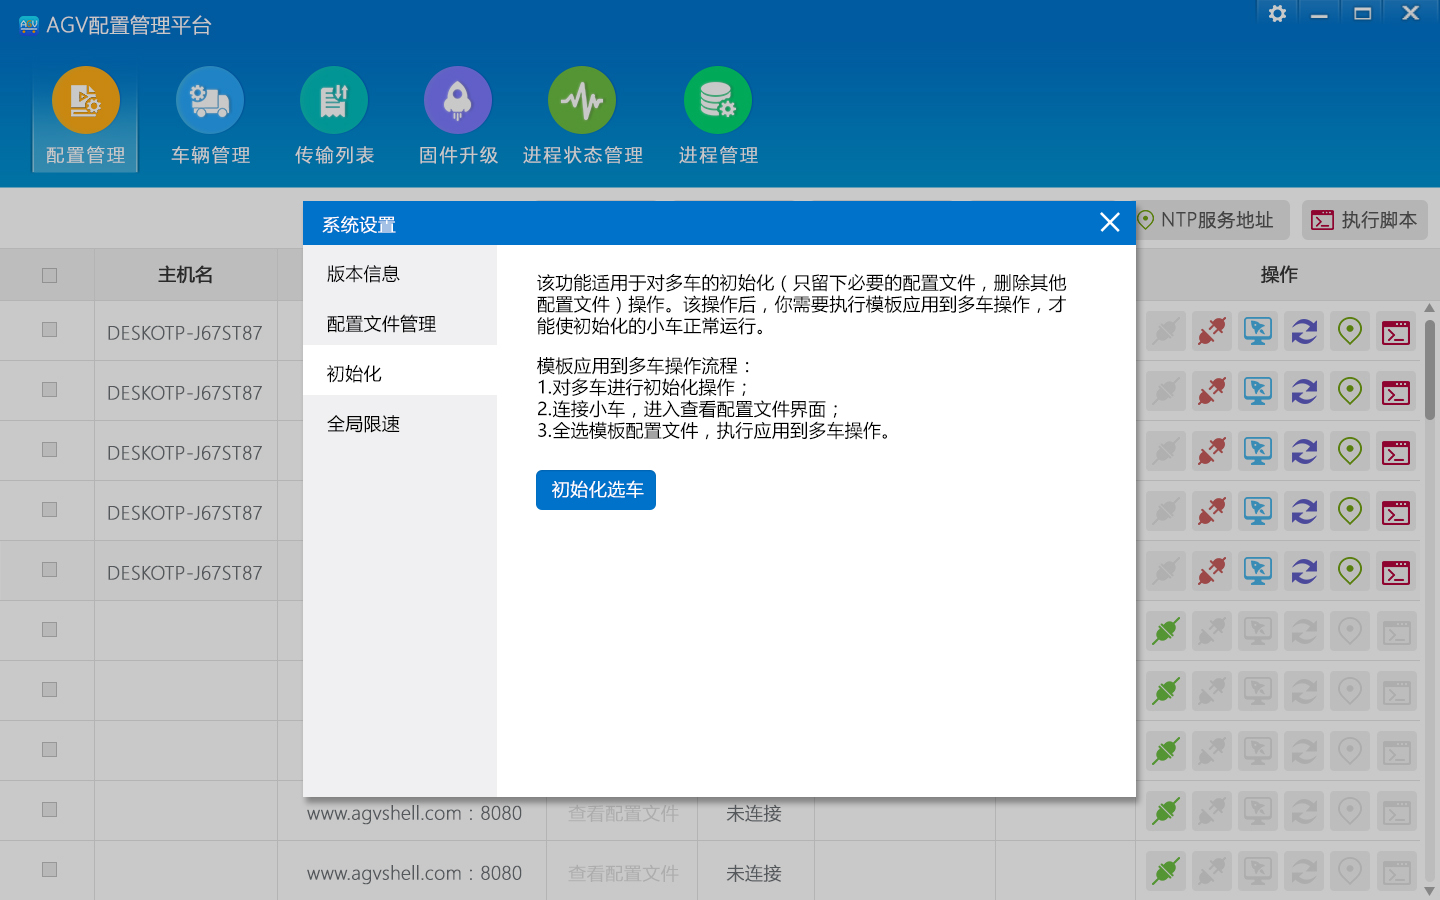 AGV配置管理平台
配置管理
车辆管理
传输列表
固件升级
进程状态管理
进程管理
NTP服务地址
执行脚本
主机名
操作
DESKOTP-J67ST87
DESKOTP-J67ST87
DESKOTP-J67ST87
DESKOTP-J67ST87
DESKOTP-J67ST87
系统设置
版本信息
配置文件管理
初始化
全局限速
该功能适用于对多车的初始化（只留下必要的配置文件，删除其他
配置文件）操作。该操作后，你需要执行模板应用到多车操作，才
能使初始化的小车正常运行。
模板应用到多车操作流程：
1.对多车进行初始化操作；
2.连接小车，进入查看配置文件界面；
3.全选模板配置文件，执行应用到多车操作。
初始化选车
www.agvshell.com：8080 查看配置文件 未连接
www.agvshell.com：8080 查看配置文件 未连接